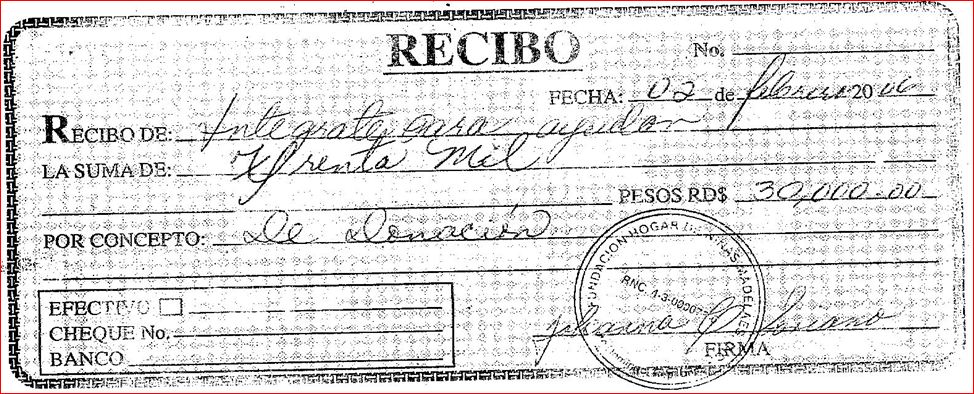 RECIBO
No.
FECHA: 02 de febrero 2006
RECIBO DE: Integrate para ayudar
LA SUMA DE: Trenta Mil
PESOS RD$ 30,000.00
POR CONCEPTO: De Donación
FUNDACION HOGAR
RNC
EFECTIVO
CHEQUE No.
BANCO
FIRMA